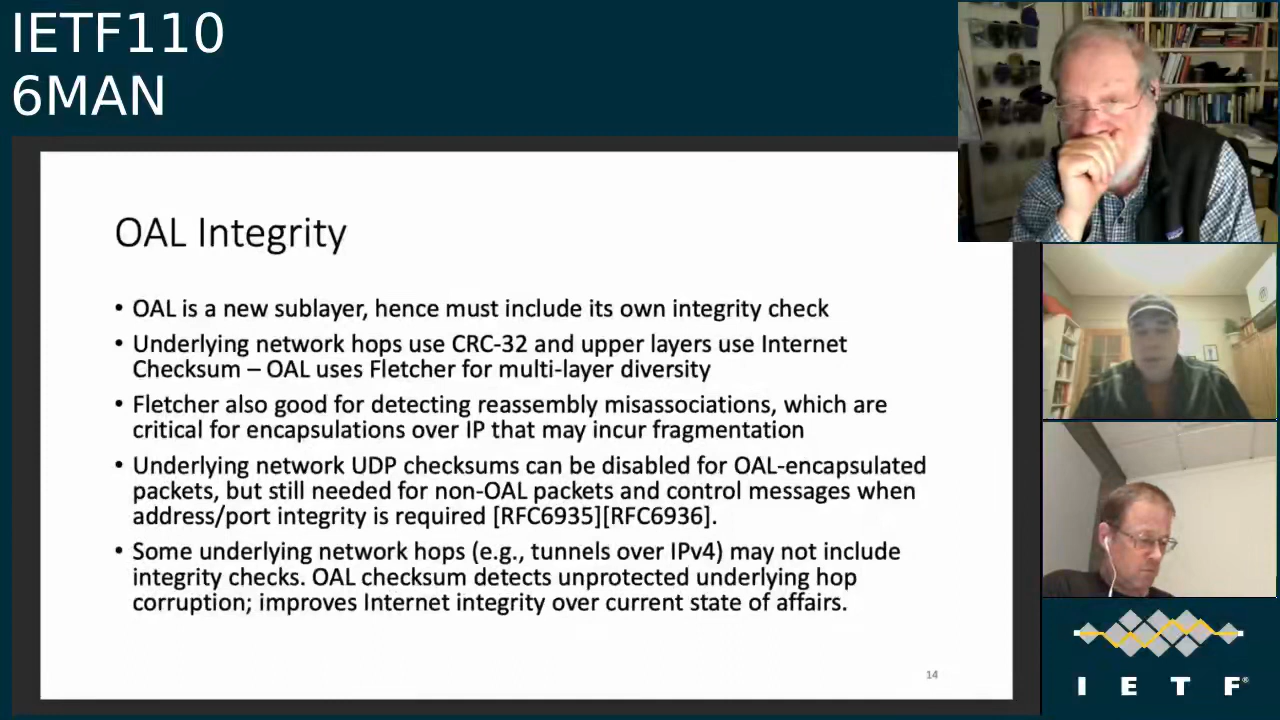 IETF110
6MAN
OAL Integrity
• OAL is a new sublayer, hence must include its own integrity check
• Underlying network hops use CRC-32 and upper layers use Internet
Checksum – OAL uses Fletcher for multi-layer diversity
• Fletcher also good for detecting reassembly misassociations, which are
critical for encapsulations over IP that may incur fragmentation
• Underlying network UDP checksums can be disabled for OAL-encapsulated
packets, but still needed for non-OAL packets and control messages when
address/port integrity is required [RFC6935][RFC6936].
• Some underlying network hops (e.g., tunnels over IPv4) may not include
integrity checks. OAL checksum detects unprotected underlying hop
corruption; improves Internet integrity over current state of affairs.
14
I E T F®